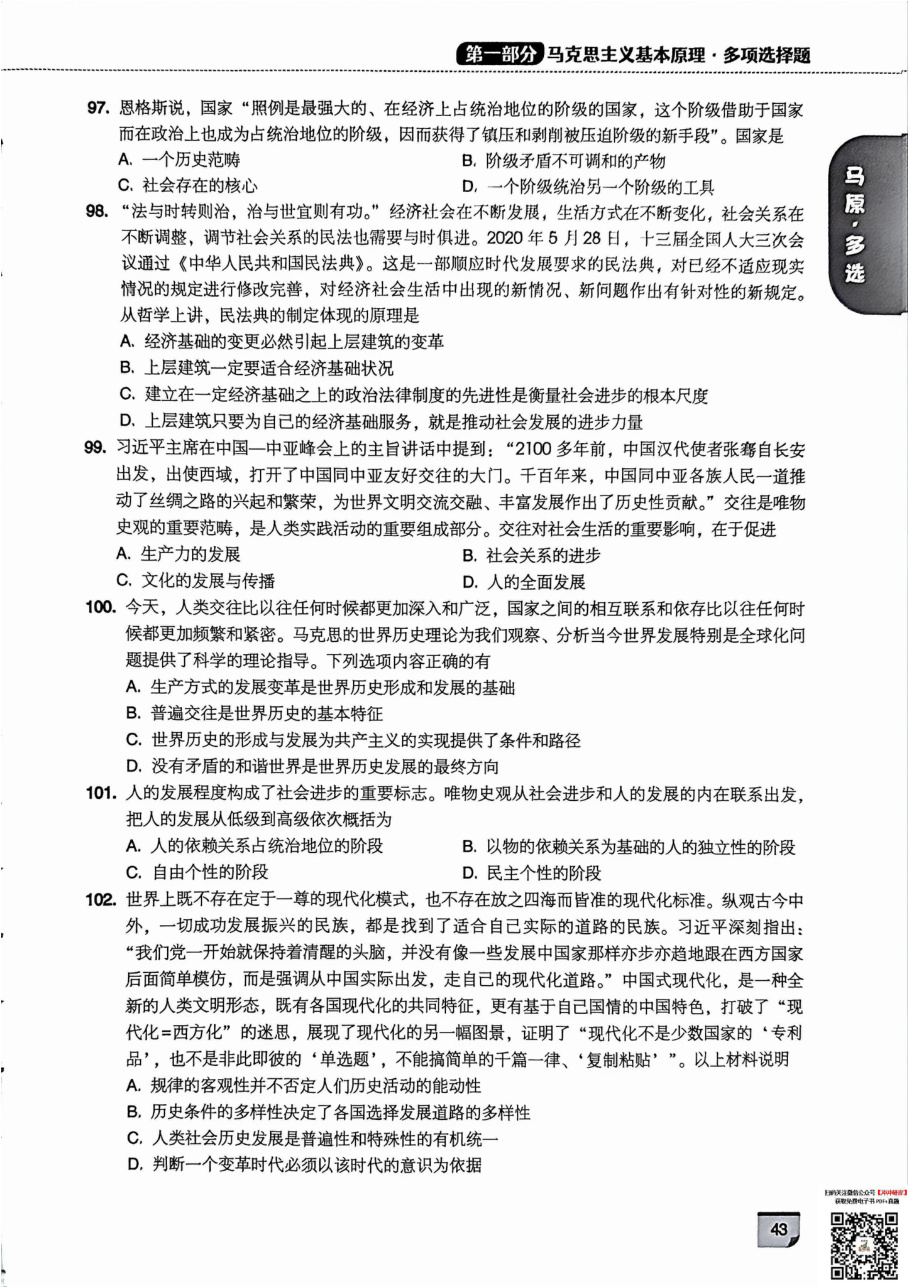 第一部分 马克思主义基本原理·多项选择题
97. 恩格斯说，国家“照例是最强大的、在经济上占统治地位的阶级的国家，这个阶级借助于国家
而在政治上也成为占统治地位的阶级，因而获得了镇压和剥削被压迫阶级的新手段”。国家是
A. 一个历史范畴 B. 阶级矛盾不可调和的产物
C. 社会存在的核心 D. 一个阶级统治另一个阶级的工具
98. “法与时转则治，治与世宜则有功。”经济社会在不断发展，生活方式在不断变化，社会关系在
不断调整，调节社会关系的民法也需要与时俱进。2020 年 5 月 28 日，十三届全国人大三次会
议通过《中华人民共和国民法典》。这是一部顺应时代发展要求的民法典，对已经不适应现实
情况的规定进行修改完善，对经济社会生活中出现的新情况、新问题作出有针对性的新规定。
从哲学上讲，民法典的制定体现的原理是
A. 经济基础的变更必然引起上层建筑的变革
B. 上层建筑一定要适合经济基础状况
C. 建立在一定经济基础之上的政治法律制度的先进性是衡量社会进步的根本尺度
D. 上层建筑只要为自己的经济基础服务，就是推动社会发展的进步力量
99. 习近平主席在中国—中亚峰会上的主旨讲话中提到：“2100 多年前，中国汉代使者张骞自长安
出发，出使西域，打开了中国同中亚友好交往的大门。千百年来，中国同中亚各族人民一道推
动了丝绸之路的兴起和繁荣，为世界文明交流交融、丰富发展作出了历史性贡献。”交往是唯物
史观的重要范畴，是人类实践活动的重要组成部分。交往对社会生活的重要影响，在于促进
A. 生产力的发展 B. 社会关系的进步
C. 文化的发展与传播 D. 人的全面发展
100. 今天，人类交往比以往任何时候都更加深入和广泛，国家之间的相互联系和依存比以往任何时
候都更加频繁和紧密。马克思的世界历史理论为我们观察、分析当今世界发展特别是全球化问
题提供了科学的理论指导。下列选项内容正确的有
A. 生产方式的发展变革是世界历史形成和发展的基础
B. 普遍交往是世界历史的基本特征
C. 世界历史的形成与发展为共产主义的实现提供了条件和路径
D. 没有矛盾的和谐世界是世界历史发展的最终方向
101. 人的发展程度构成了社会进步的重要标志。唯物史观从社会进步和人的发展的内在联系出发，
把人的发展从低级到高级依次概括为
A. 人的依赖关系占统治地位的阶段 B. 以物的依赖关系为基础的人的独立性的阶段
C. 自由个性的阶段 D. 民主个性的阶段
102. 世界上既不存在定于一尊的现代化模式，也不存在放之四海而皆准的现代化标准。纵观古今中
外，一切成功发展振兴的民族，都是找到了适合自己实际的道路的民族。习近平深刻指出：
“我们党一开始就保持着清醒的头脑，并没有像一些发展中国家那样亦步亦趋地跟在西方国家
后面简单模仿，而是强调从中国实际出发，走自己的现代化道路。”中国式现代化，是一种全
新的人类文明形态，既有各国现代化的共同特征，更有基于自己国情的中国特色，打破了“现
代化=西方化”的迷思，展现了现代化的另一幅图景，证明了“现代化不是少数国家的‘专利
品’，也不是非此即彼的‘单选题’，不能搞简单的千篇一律、‘复制粘贴’”。以上材料说明
A. 规律的客观性并不否定人们历史活动的能动性
B. 历史条件的多样性决定了各国选择发展道路的多样性
C. 人类社会历史发展是普遍性和特殊性的有机统一
D. 判断一个变革时代必须以该时代的意识为依据
马原·多选
43
扫码关注微信公众号【冲冲研习】
获取免费电子书PDF+真题